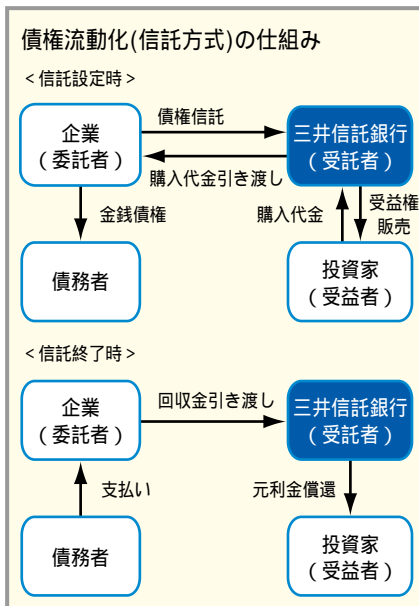 債権流動化(信託方式)の仕組み
<信託設定時>
企業
(委託者)
債権信託
三井信託銀行
(受託者)
購入代金引き渡し
金銭債権
購入代金
受益権
販売
債務者
投資家
(受益者)
<信託終了時>
企業
(委託者)
回収金引き渡し
三井信託銀行
(受託者)
支払い
元利金償還
債務者
投資家
(受益者)